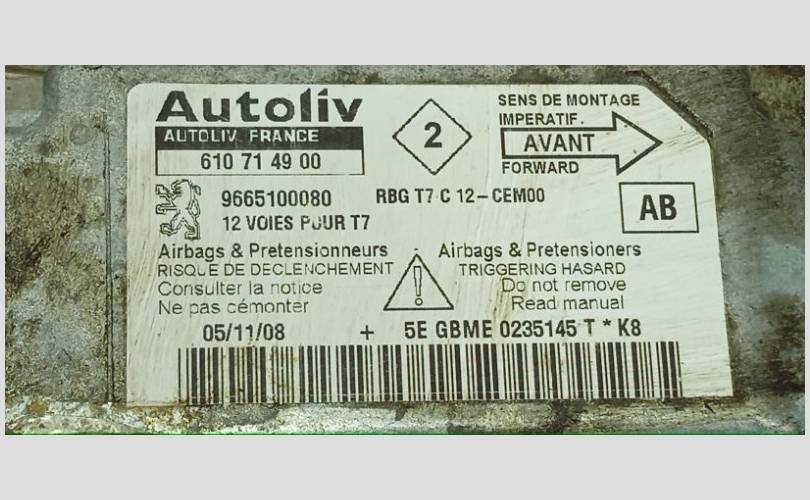 Autoliv
AUTOLIV FRANCE
610 71 49 00
2
SENS DE MONTAGE
IMPERATIF.
AVANT
FORWARD
9665100080
RBG T7 C 12-CEM00
12 VOIES POUR T7
AB
Airbags & Pretensionneurs
RISQUE DE DECLENCHEMENT
Consulter la notice
Ne pas démonter
!
Airbags & Pretensioners
TRIGGERING HASARD
Do not remove
Read manual
05/11/08 + 5E GBME 0235145 T * K8